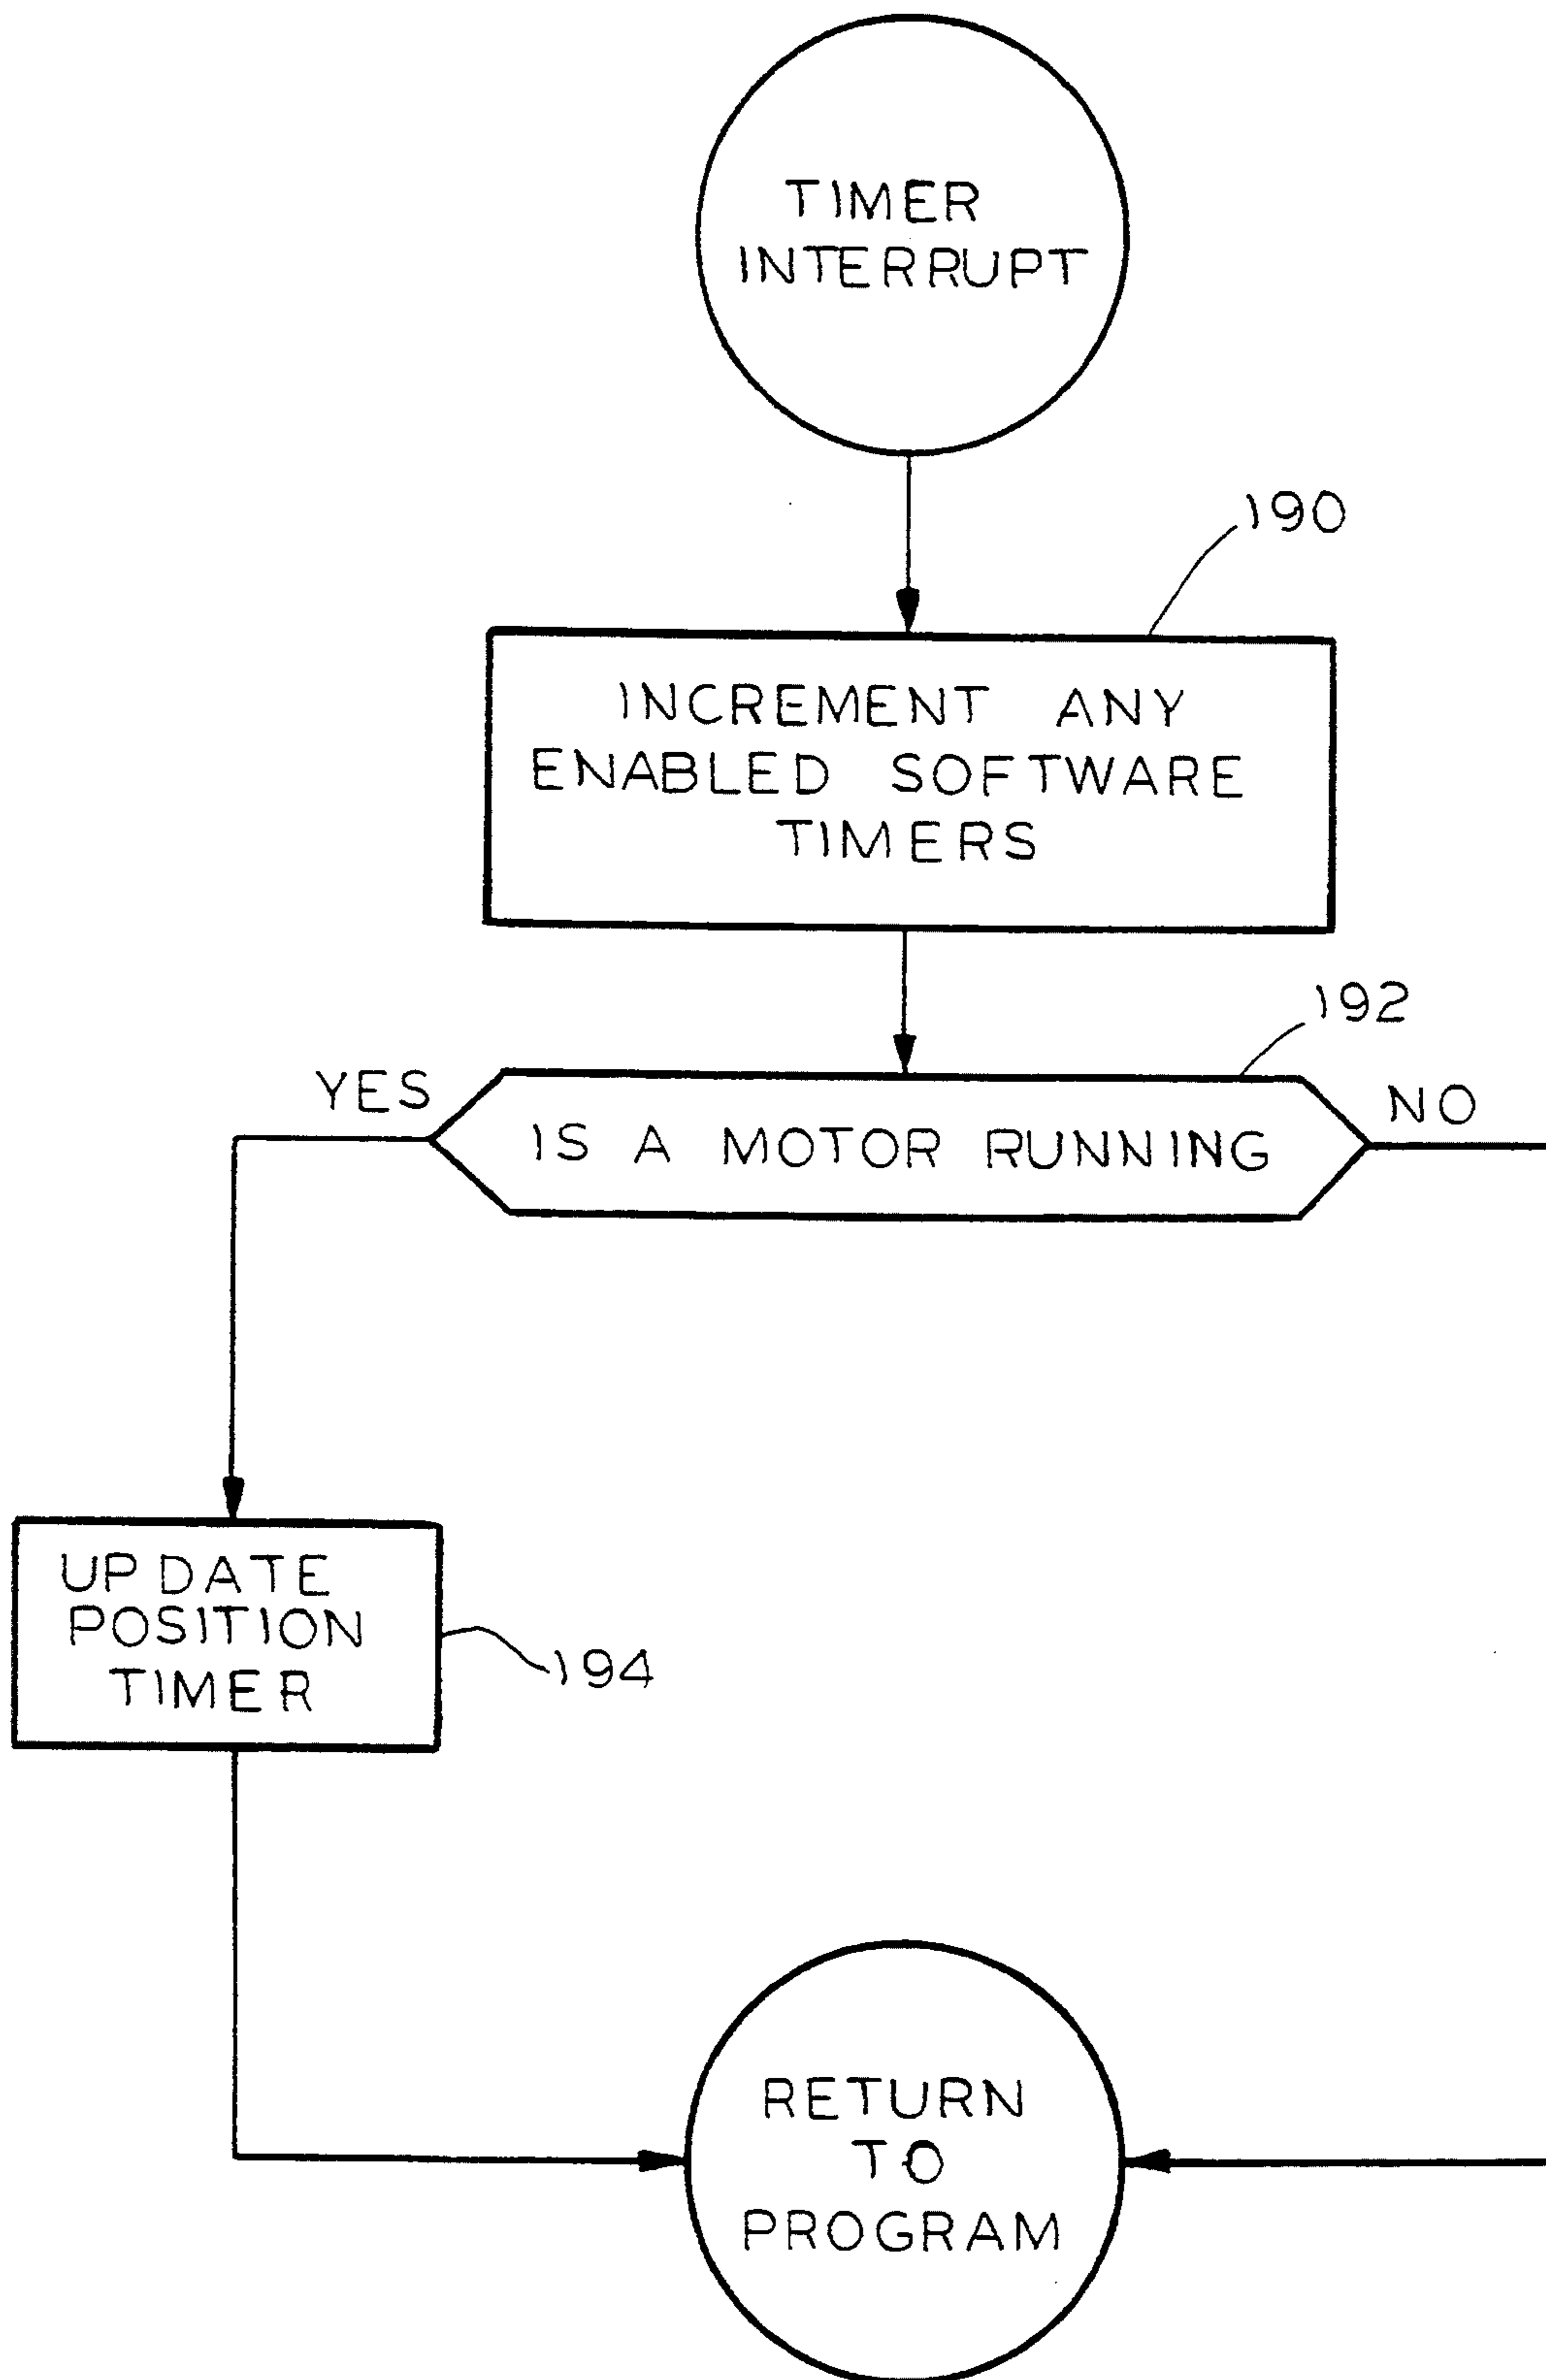 TIMER
INTERRUPT
190
INCREMENT ANY
ENABLED SOFTWARE
TIMERS
192
YES
IS A MOTOR RUNNING
NO
UPDATE
POSITION
TIMER
194
RETURN
TO
PROGRAM